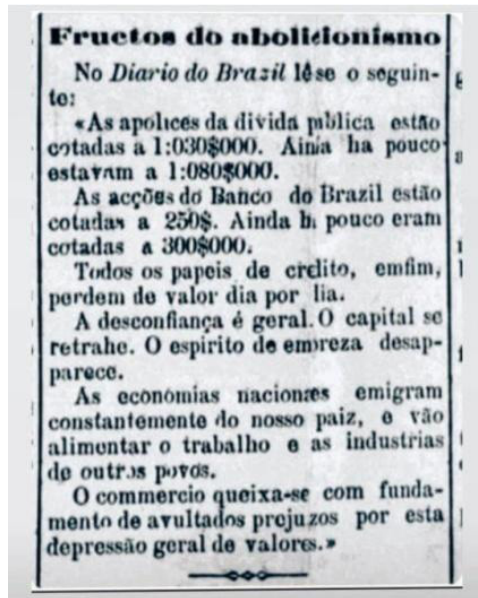 Fructos do abolicionismo
No Diario do Brazil lê-se o seguin-
te:
«As apolices da divida publica estão
cotadas a 1:030$000. Ainda ha pouco
estavam a 1:080$000.
As acções do Banco do Brazil estão
cotadas a 250$. Ainda ha pouco eram
cotadas a 300$000.
Todos os papeis de credito, emfim,
perdem de valor dia por dia.
A desconfiança é geral. O capital se
retrahe. O espirito de empreza desap-
parece.
As economias nacionaes emigram
constantemente do nosso paiz, e vão
alimentar o trabalho e as industrias
de outros povos.
O commercio queixa-se com funda-
mento de avultados prejuzos por esta
depressão geral de valores.»